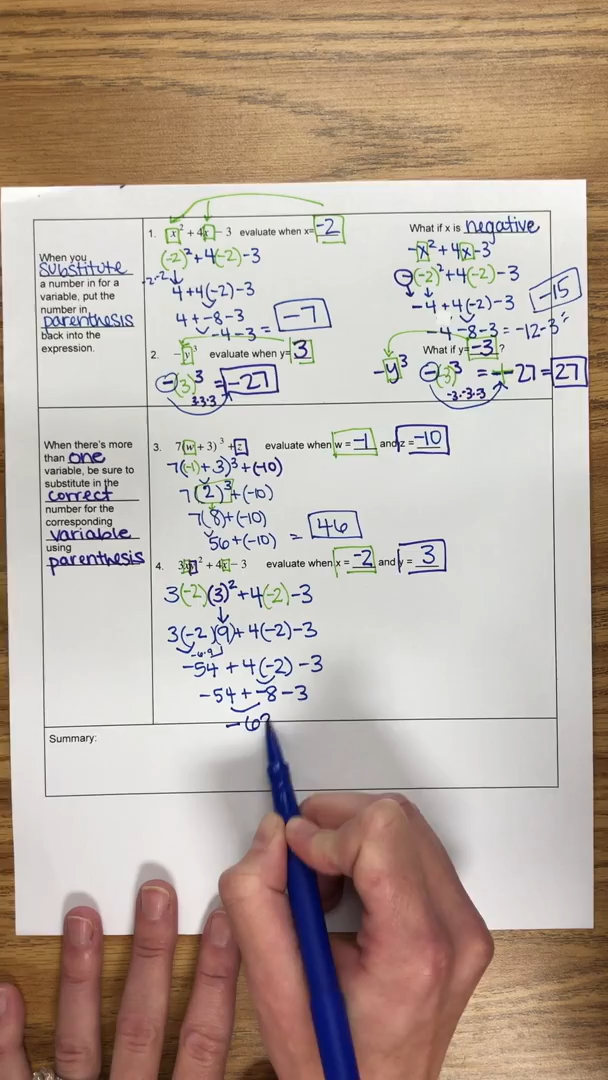 1. x² + 4x - 3 evaluate when x= -2
(-2)²+4(-2)-3
-2·-2
4+4(-2)-3
4+-8-3
-4-3 = -7
What if x is negative
-x²+4x-3
-(-2)²+4(-2)-3
-4+4(-2)-3
-4-8-3 = -12-3=
-15
When you
substitute
a number in for a
variable, put the
number in
parenthesis
back into the
expression.
2. -y³ evaluate when y= 3
-(3)³ = -27
3·3·3
What if y= -3 ?
-y³ -(-3)³ = -27 = 27
-3·-3·-3
When there's more
than one
variable, be sure to
substitute in the
correct
number for the
corresponding
variable
using
parenthesis
3. 7(w + 3)³ + z evaluate when w = -1 and z = -10
7(-1)+3)³+(-10)
7(2)³+(-10)
7(8)+(-10)
56+(-10) = 46
4. 3xy² + 4x - 3 evaluate when x = -2 and y = 3
3(-2)(3)²+4(-2)-3
3(-2)(9)+4(-2)-3
-6·9
-54+4(-2)-3
-54+-8-3
-62
Summary: